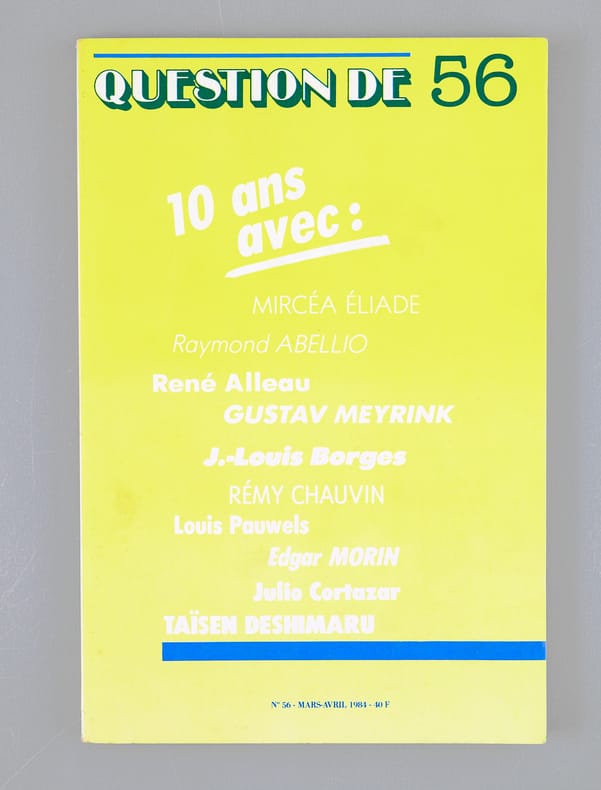 QUESTION DE 56
10 ans
avec :
MIRCÉA ÉLIADE
Raymond ABELLIO
René Alleau
GUSTAV MEYRINK
J.-Louis Borges
RÉMY CHAUVIN
Louis Pauwels
Edgar MORIN
Julio Cortazar
TAÏSEN DESHIMARU
N° 56 - MARS-AVRIL 1984 - 40 F